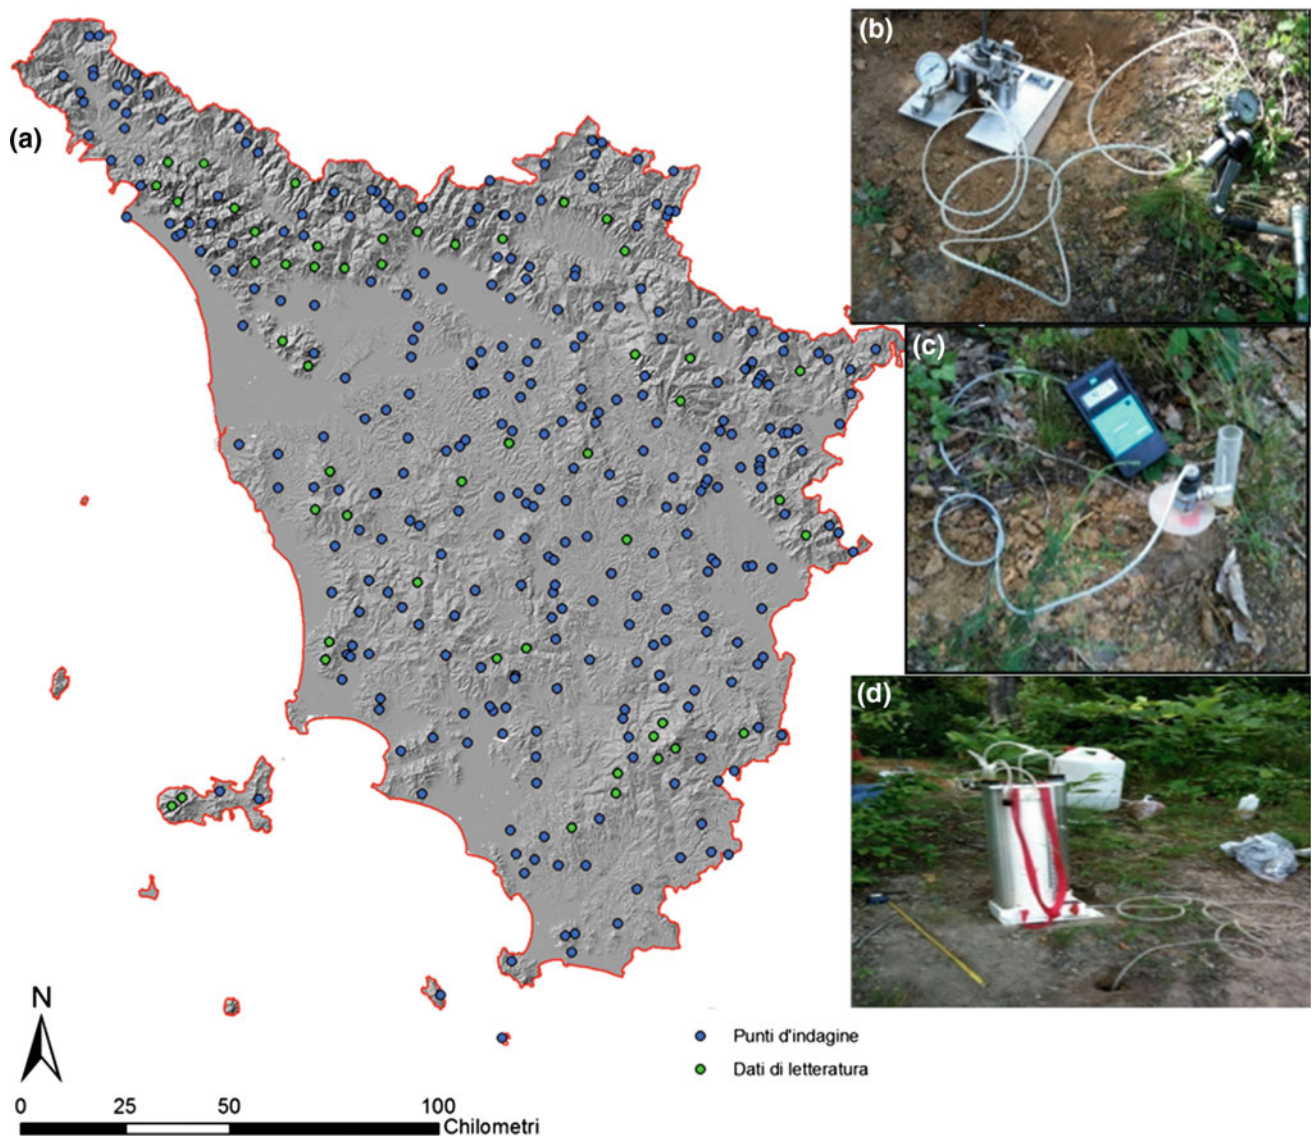 (a)
(b)
(c)
(d)
N
Punti d'indagine
Dati di letteratura
0 25 50 100
Chilometri